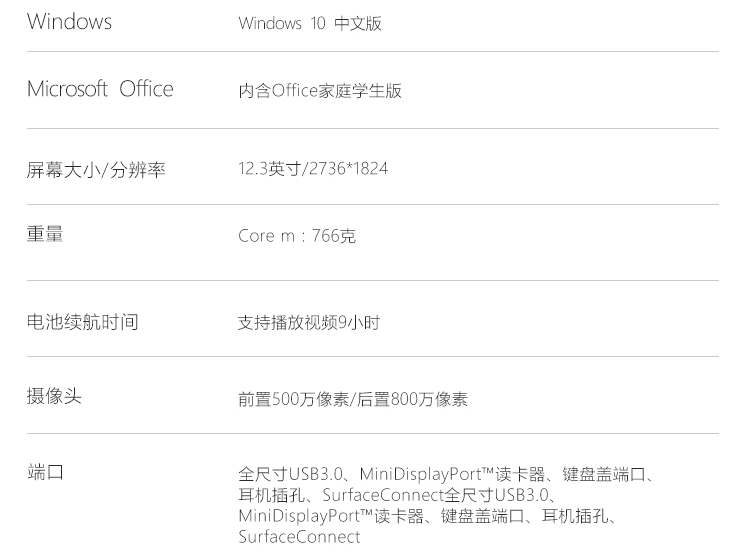 Windows
Windows 10 中文版
Microsoft Office
内含Office家庭学生版
屏幕大小/分辨率
12.3英寸/2736*1824
重量
Core m：766克
电池续航时间
支持播放视频9小时
摄像头
前置500万像素/后置800万像素
端口
全尺寸USB3.0、MiniDisplayPort™读卡器、键盘盖端口、
耳机插孔、SurfaceConnect全尺寸USB3.0、
MiniDisplayPort™读卡器、键盘盖端口、耳机插孔、
SurfaceConnect